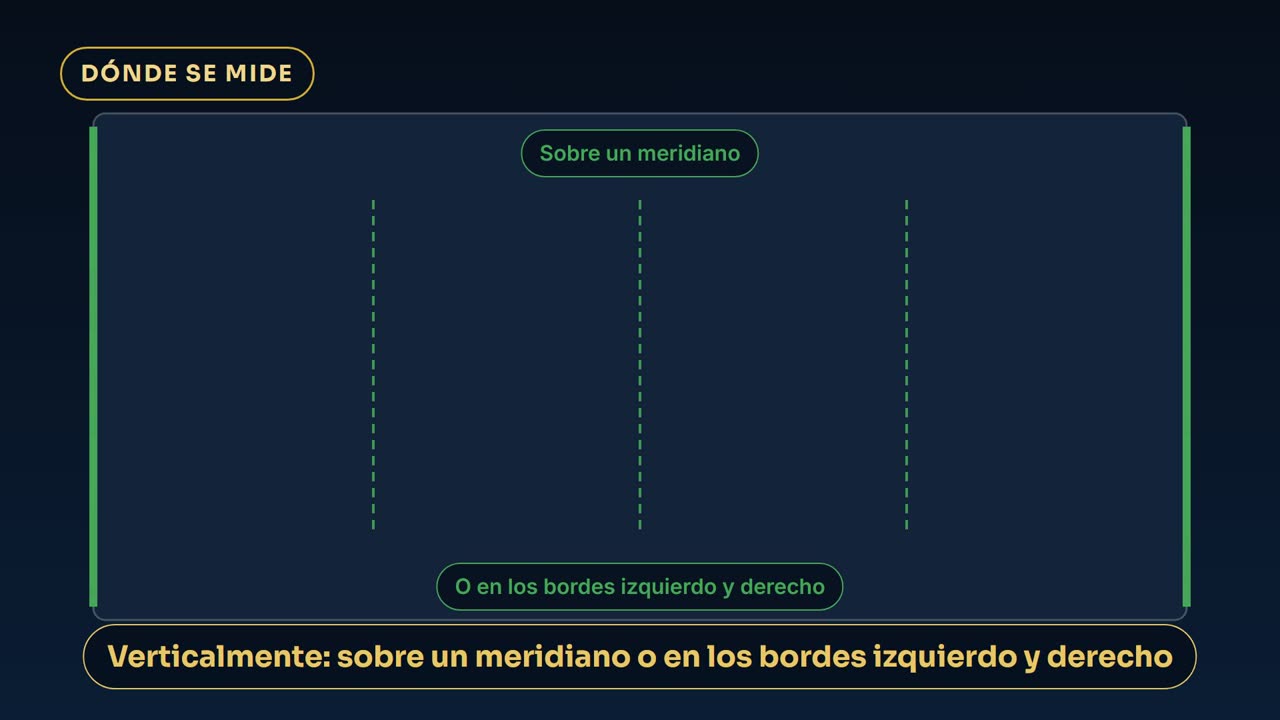 DÓNDE SE MIDE
Sobre un meridiano
O en los bordes izquierdo y derecho
Verticalmente: sobre un meridiano o en los bordes izquierdo y derecho